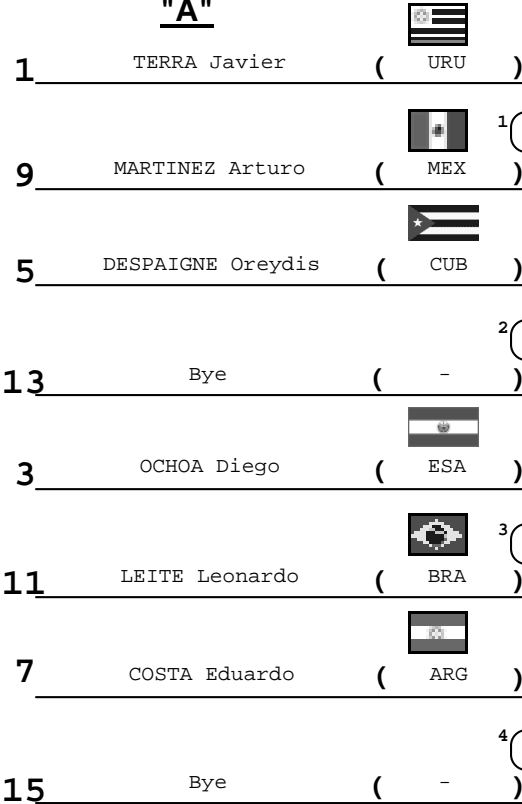 "A"
1 TERRA Javier ( URU )
1
9 MARTINEZ Arturo ( MEX )
5 DESPAIGNE Oreydis ( CUB )
2
13 Bye ( - )
3 OCHOA Diego ( ESA )
3
11 LEITE Leonardo ( BRA )
7 COSTA Eduardo ( ARG )
4
15 Bye ( - )